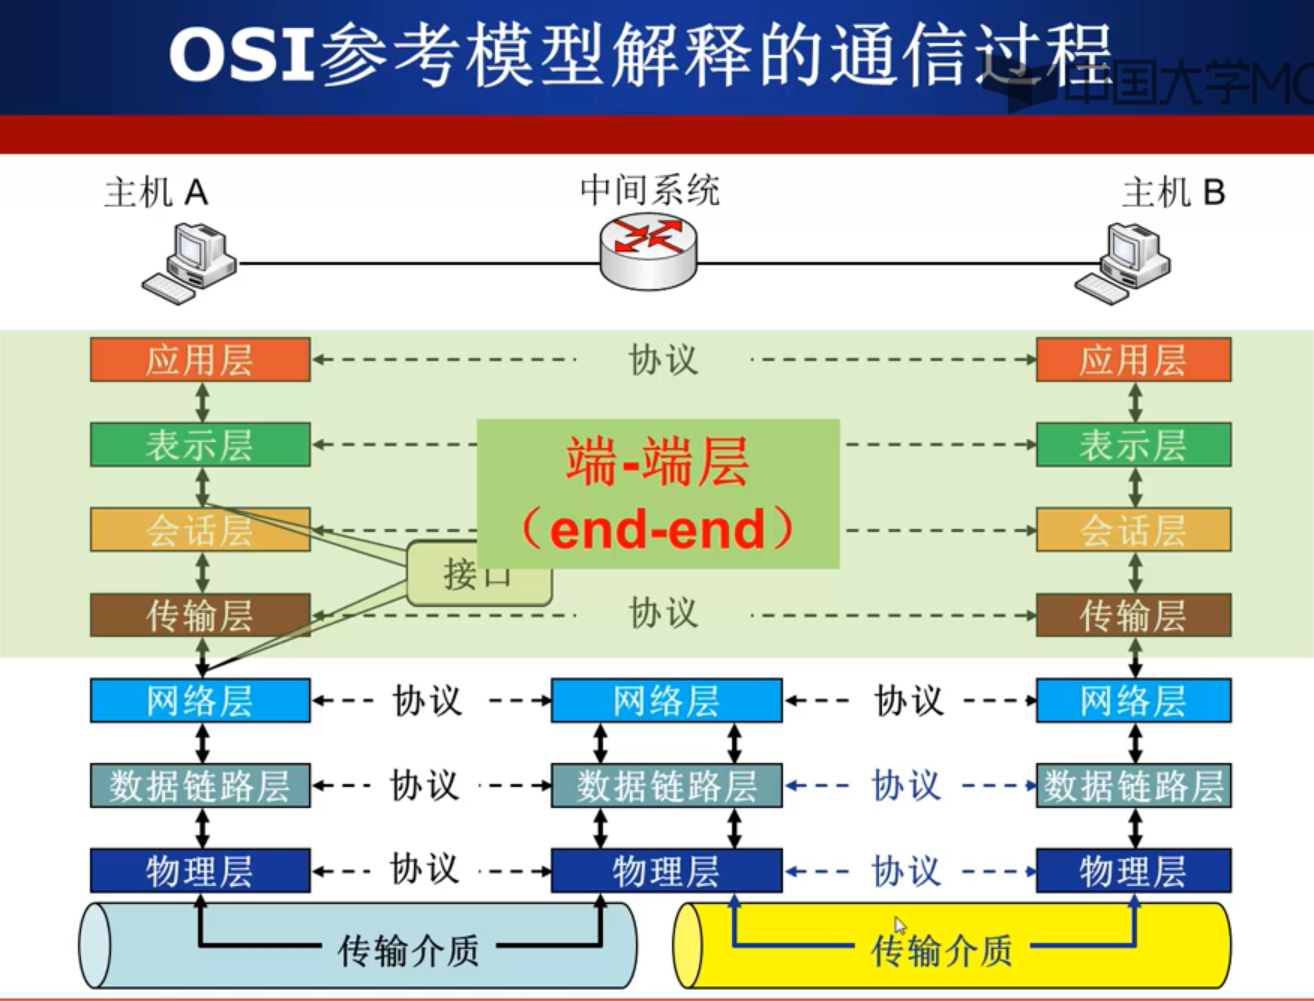 OSI参考模型解释的通信过程
中国大学MO
主机 A
中间系统
主机 B
应用层
协议
应用层
表示层
端-端层
(end-end)
表示层
会话层
接口
会话层
传输层
协议
传输层
网络层
协议
网络层
协议
网络层
数据链路层
协议
数据链路层
协议
数据链路层
物理层
协议
物理层
协议
物理层
传输介质
传输介质